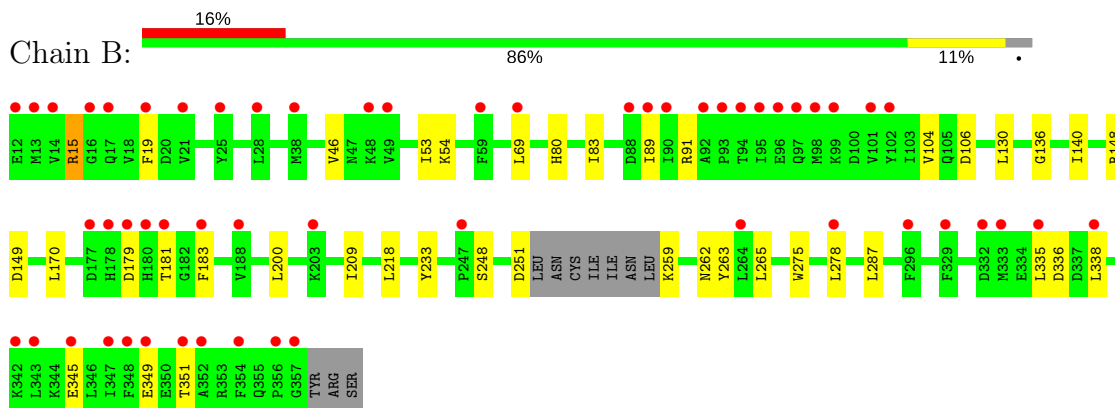 16%
Chain B:
86% 11% •
E12 M13 V14 R15 G16 Q17 V18 F19 D20 V21 Y25 L28 M38 V46 N47 K48 V49 I53 K54 F59 L69 H80 I83 D88 I89 I90 R91 A92 P93 T94 I95 E96 Q97 M98 K99 D100 V101 Y102 I103 V104 Q105 D106 L130 G136 I140
D149 L170 D177 H178 D179 H180 T181 G182 F183 V188 L200 K203 I209 L218 Y233 P247 S248 D251 LEU ASN CYS ILE ILE ASN LEU K259 N262 Y263 L264 L265 W275 L278 L287 F296 F329 D332 M333 E334 L335 D336 D337 L338
K342 L343 K344 E345 L346 I347 F348 E349 E350 T351 A352 R353 F354 Q355 P356 G357 TYR ARG SER